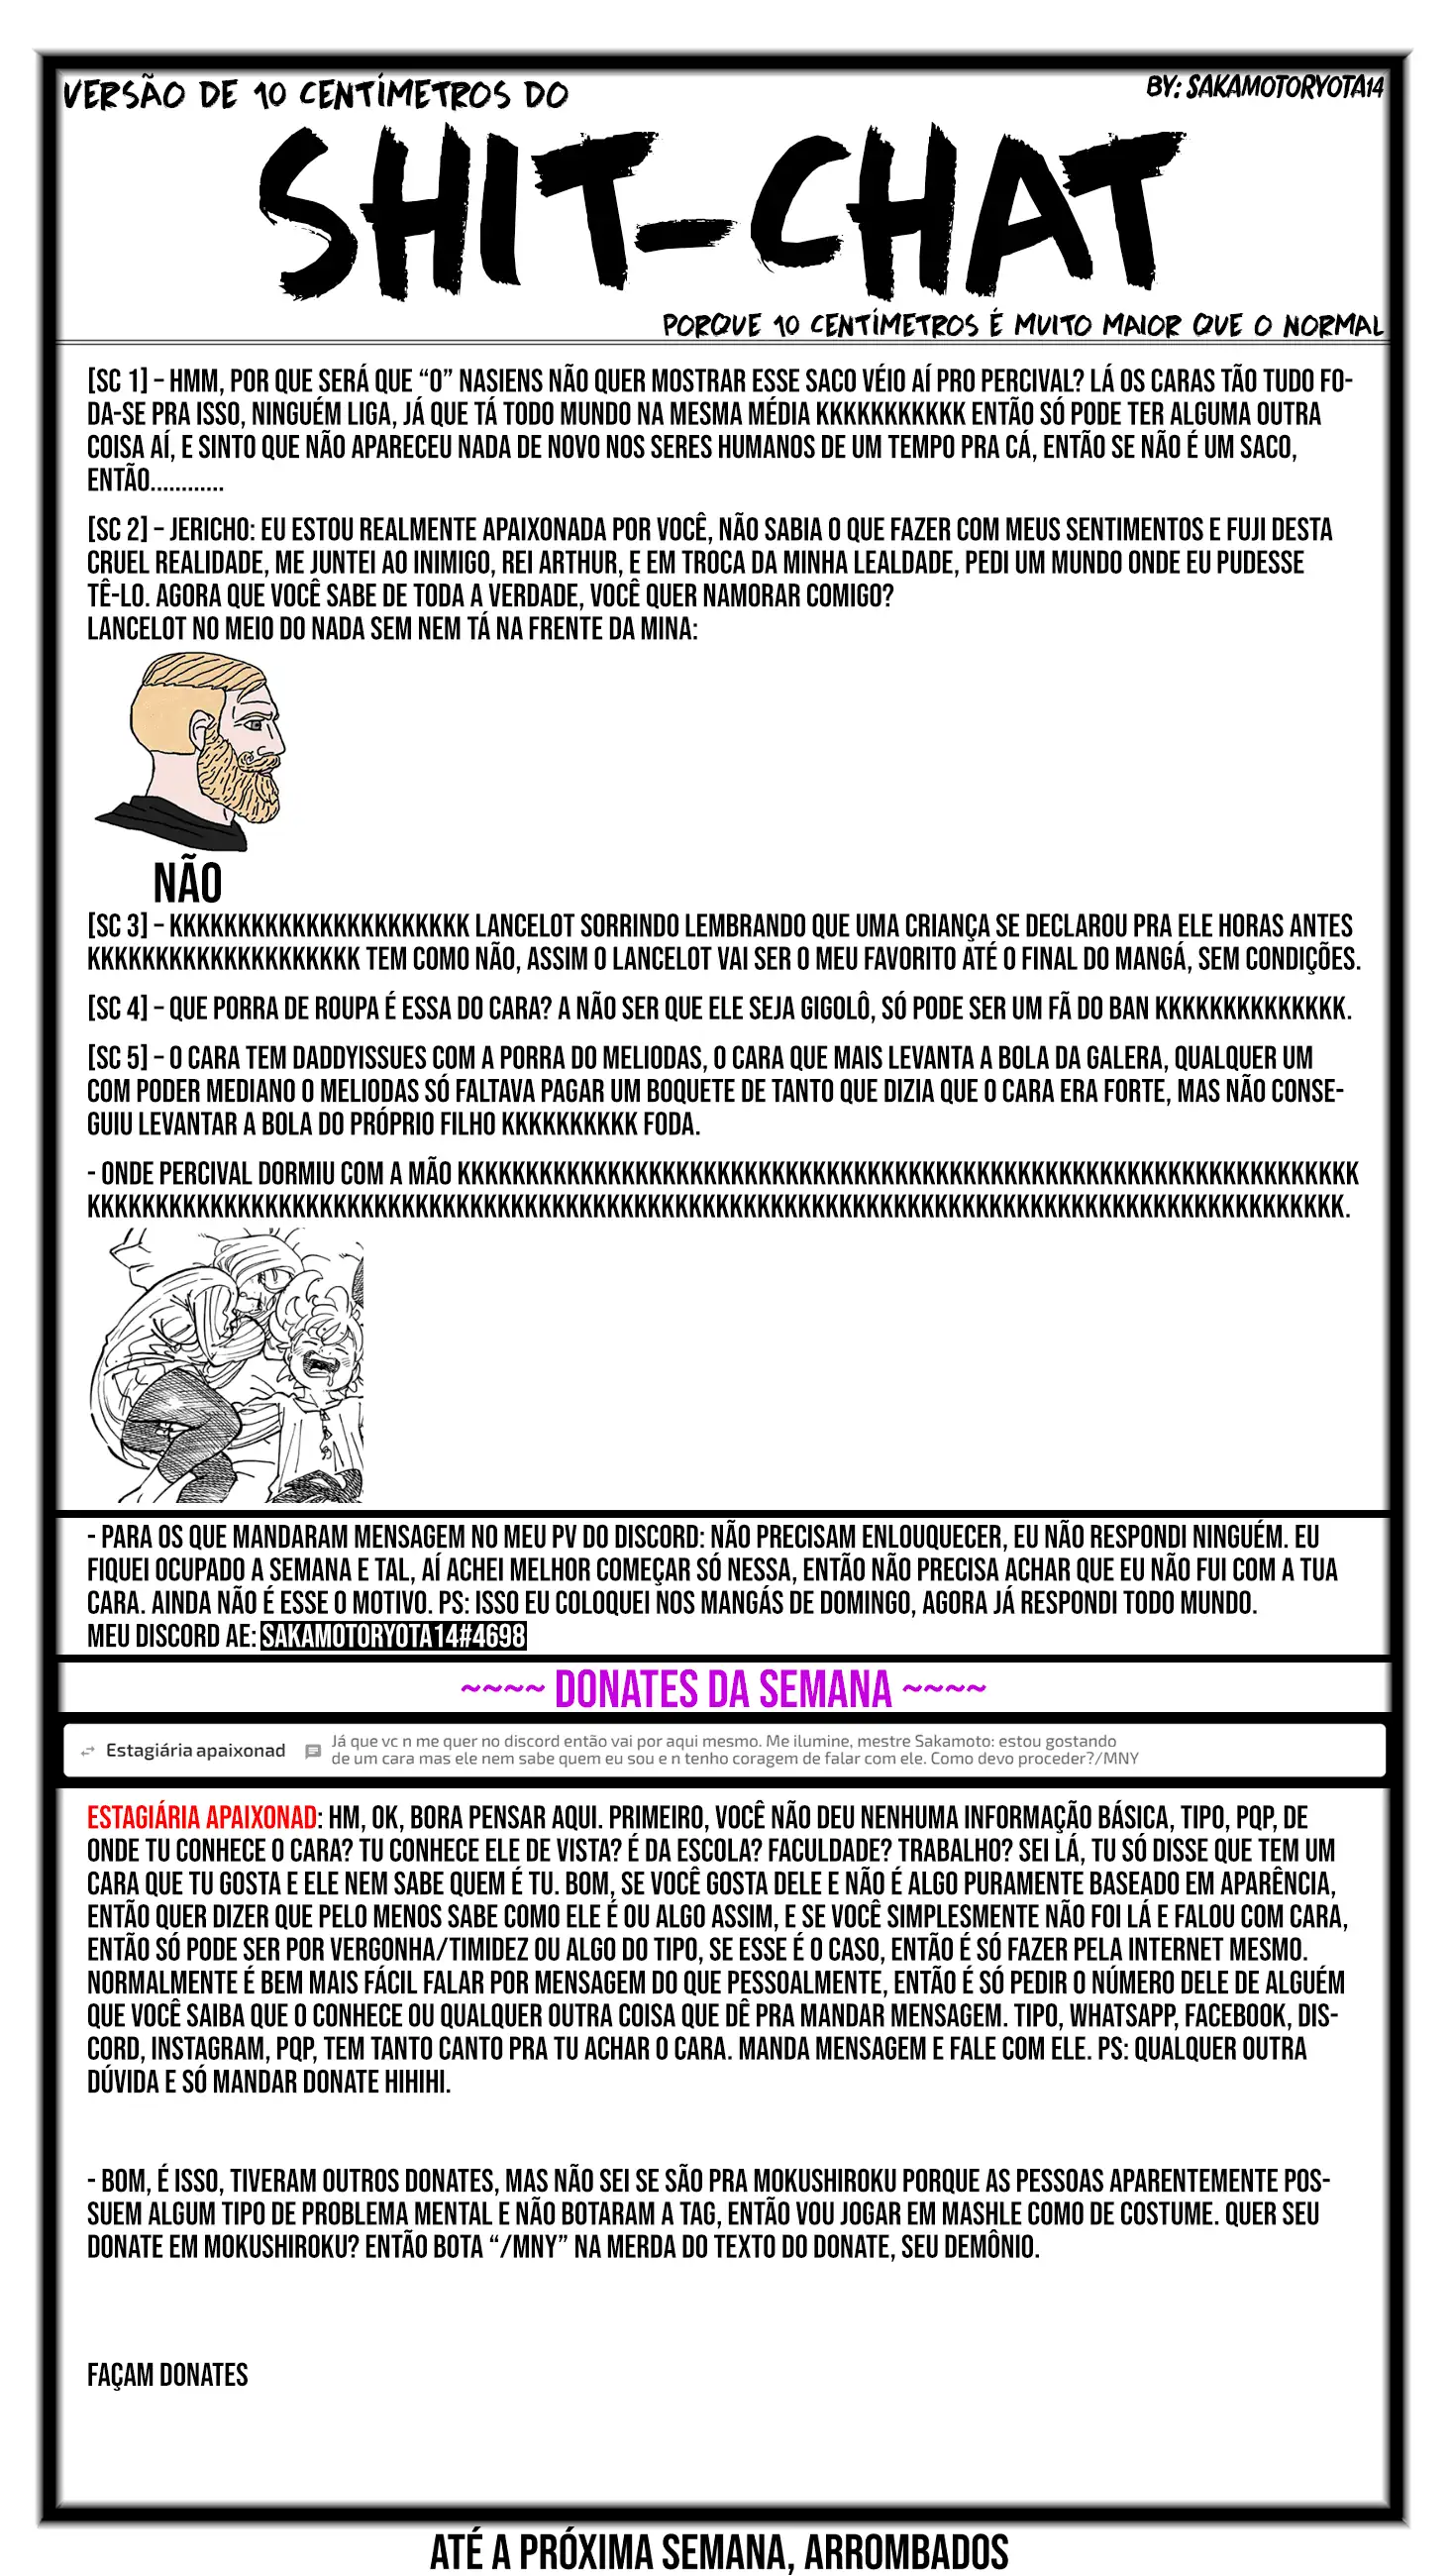 VERSÃO DE 10 CENTÍMETROS DO
BY: SAKAMOTORYOTA14
SHIT-CHAT
PORQUE 10 CENTÍMETROS É MUITO MAIOR QUE O NORMAL
[SC 1] – HMM, POR QUE SERÁ QUE “O” NASIENS NÃO QUER MOSTRAR ESSE SACO VÉIO AÍ PRO PERCIVAL? LÁ OS CARAS TÃO TUDO FO-
DA-SE PRA ISSO, NINGUÉM LIGA, JÁ QUE TÁ TODO MUNDO NA MESMA MÉDIA KKKKKKKKKKK ENTÃO SÓ PODE TER ALGUMA OUTRA
COISA AÍ, E SINTO QUE NÃO APARECEU NADA DE NOVO NOS SERES HUMANOS DE UM TEMPO PRA CÁ, ENTÃO SE NÃO É UM SACO,
ENTÃO............
[SC 2] – JERICHO: EU ESTOU REALMENTE APAIXONADA POR VOCÊ, NÃO SABIA O QUE FAZER COM MEUS SENTIMENTOS E FUJI DESTA
CRUEL REALIDADE, ME JUNTEI AO INIMIGO, REI ARTHUR, E EM TROCA DA MINHA LEALDADE, PEDI UM MUNDO ONDE EU PUDESSE
TÊ-LO. AGORA QUE VOCÊ SABE DE TODA A VERDADE, VOCÊ QUER NAMORAR COMIGO?
LANCELOT NO MEIO DO NADA SEM NEM TÁ NA FRENTE DA MINA:
NÃO
[SC 3] – KKKKKKKKKKKKKKKKKKKKKK LANCELOT SORRINDO LEMBRANDO QUE UMA CRIANÇA SE DECLAROU PRA ELE HORAS ANTES
KKKKKKKKKKKKKKKKKKKK TEM COMO NÃO, ASSIM O LANCELOT VAI SER O MEU FAVORITO ATÉ O FINAL DO MANGÁ, SEM CONDIÇÕES.
[SC 4] – QUE PORRA DE ROUPA É ESSA DO CARA? A NÃO SER QUE ELE SEJA GIGOLÔ, SÓ PODE SER UM FÃ DO BAN KKKKKKKKKKKKKK.
[SC 5] – O CARA TEM DADDYISSUES COM A PORRA DO MELIODAS, O CARA QUE MAIS LEVANTA A BOLA DA GALERA, QUALQUER UM
COM PODER MEDIANO O MELIODAS SÓ FALTAVA PAGAR UM BOQUETE DE TANTO QUE DIZIA QUE O CARA ERA FORTE, MAS NÃO CONSE-
GUIU LEVANTAR A BOLA DO PRÓPRIO FILHO KKKKKKKKKK FODA.
- ONDE PERCIVAL DORMIU COM A MÃO KKKKKKKKKKKKKKKKKKKKKKKKKKKKKKKKKKKKKKKKKKKKKKKKKKKKKKKKKKKKKKKKKK
KKKKKKKKKKKKKKKKKKKKKKKKKKKKKKKKKKKKKKKKKKKKKKKKKKKKKKKKKKKKKKKKKKKKKKKKKKKKKKKKKKKKKKKKKKKK.
- PARA OS QUE MANDARAM MENSAGEM NO MEU PV DO DISCORD: NÃO PRECISAM ENLOUQUECER, EU NÃO RESPONDI NINGUÉM. EU
FIQUEI OCUPADO A SEMANA E TAL, AÍ ACHEI MELHOR COMEÇAR SÓ NESSA, ENTÃO NÃO PRECISA ACHAR QUE EU NÃO FUI COM A TUA
CARA. AINDA NÃO É ESSE O MOTIVO. PS: ISSO EU COLOQUEI NOS MANGÁS DE DOMINGO, AGORA JÁ RESPONDI TODO MUNDO.
MEU DISCORD AE: SAKAMOTORYOTA14#4698
~~~~ DONATES DA SEMANA ~~~~
Estagiária apaixonad
Já que vc n me quer no discord então vai por aqui mesmo. Me ilumine, mestre Sakamoto: estou gostando
de um cara mas ele nem sabe quem eu sou e n tenho coragem de falar com ele. Como devo proceder?/MNY
ESTAGIÁRIA APAIXONAD: HM, OK, BORA PENSAR AQUI. PRIMEIRO, VOCÊ NÃO DEU NENHUMA INFORMAÇÃO BÁSICA, TIPO, PQP, DE
ONDE TU CONHECE O CARA? TU CONHECE ELE DE VISTA? É DA ESCOLA? FACULDADE? TRABALHO? SEI LÁ, TU SÓ DISSE QUE TEM UM
CARA QUE TU GOSTA E ELE NEM SABE QUEM É TU. BOM, SE VOCÊ GOSTA DELE E NÃO É ALGO PURAMENTE BASEADO EM APARÊNCIA,
ENTÃO QUER DIZER QUE PELO MENOS SABE COMO ELE É OU ALGO ASSIM, E SE VOCÊ SIMPLESMENTE NÃO FOI LÁ E FALOU COM CARA,
ENTÃO SÓ PODE SER POR VERGONHA/TIMIDEZ OU ALGO DO TIPO, SE ESSE É O CASO, ENTÃO É SÓ FAZER PELA INTERNET MESMO.
NORMALMENTE É BEM MAIS FÁCIL FALAR POR MENSAGEM DO QUE PESSOALMENTE, ENTÃO É SÓ PEDIR O NÚMERO DELE DE ALGUÉM
QUE VOCÊ SAIBA QUE O CONHECE OU QUALQUER OUTRA COISA QUE DÊ PRA MANDAR MENSAGEM. TIPO, WHATSAPP, FACEBOOK, DIS-
CORD, INSTAGRAM, PQP, TEM TANTO CANTO PRA TU ACHAR O CARA. MANDA MENSAGEM E FALE COM ELE. PS: QUALQUER OUTRA
DÚVIDA E SÓ MANDAR DONATE HIHIHI.
- BOM, É ISSO, TIVERAM OUTROS DONATES, MAS NÃO SEI SE SÃO PRA MOKUSHIROKU PORQUE AS PESSOAS APARENTEMENTE POS-
SUEM ALGUM TIPO DE PROBLEMA MENTAL E NÃO BOTARAM A TAG, ENTÃO VOU JOGAR EM MASHLE COMO DE COSTUME. QUER SEU
DONATE EM MOKUSHIROKU? ENTÃO BOTA “/MNY” NA MERDA DO TEXTO DO DONATE, SEU DEMÔNIO.
FAÇAM DONATES
ATÉ A PRÓXIMA SEMANA, ARROMBADOS